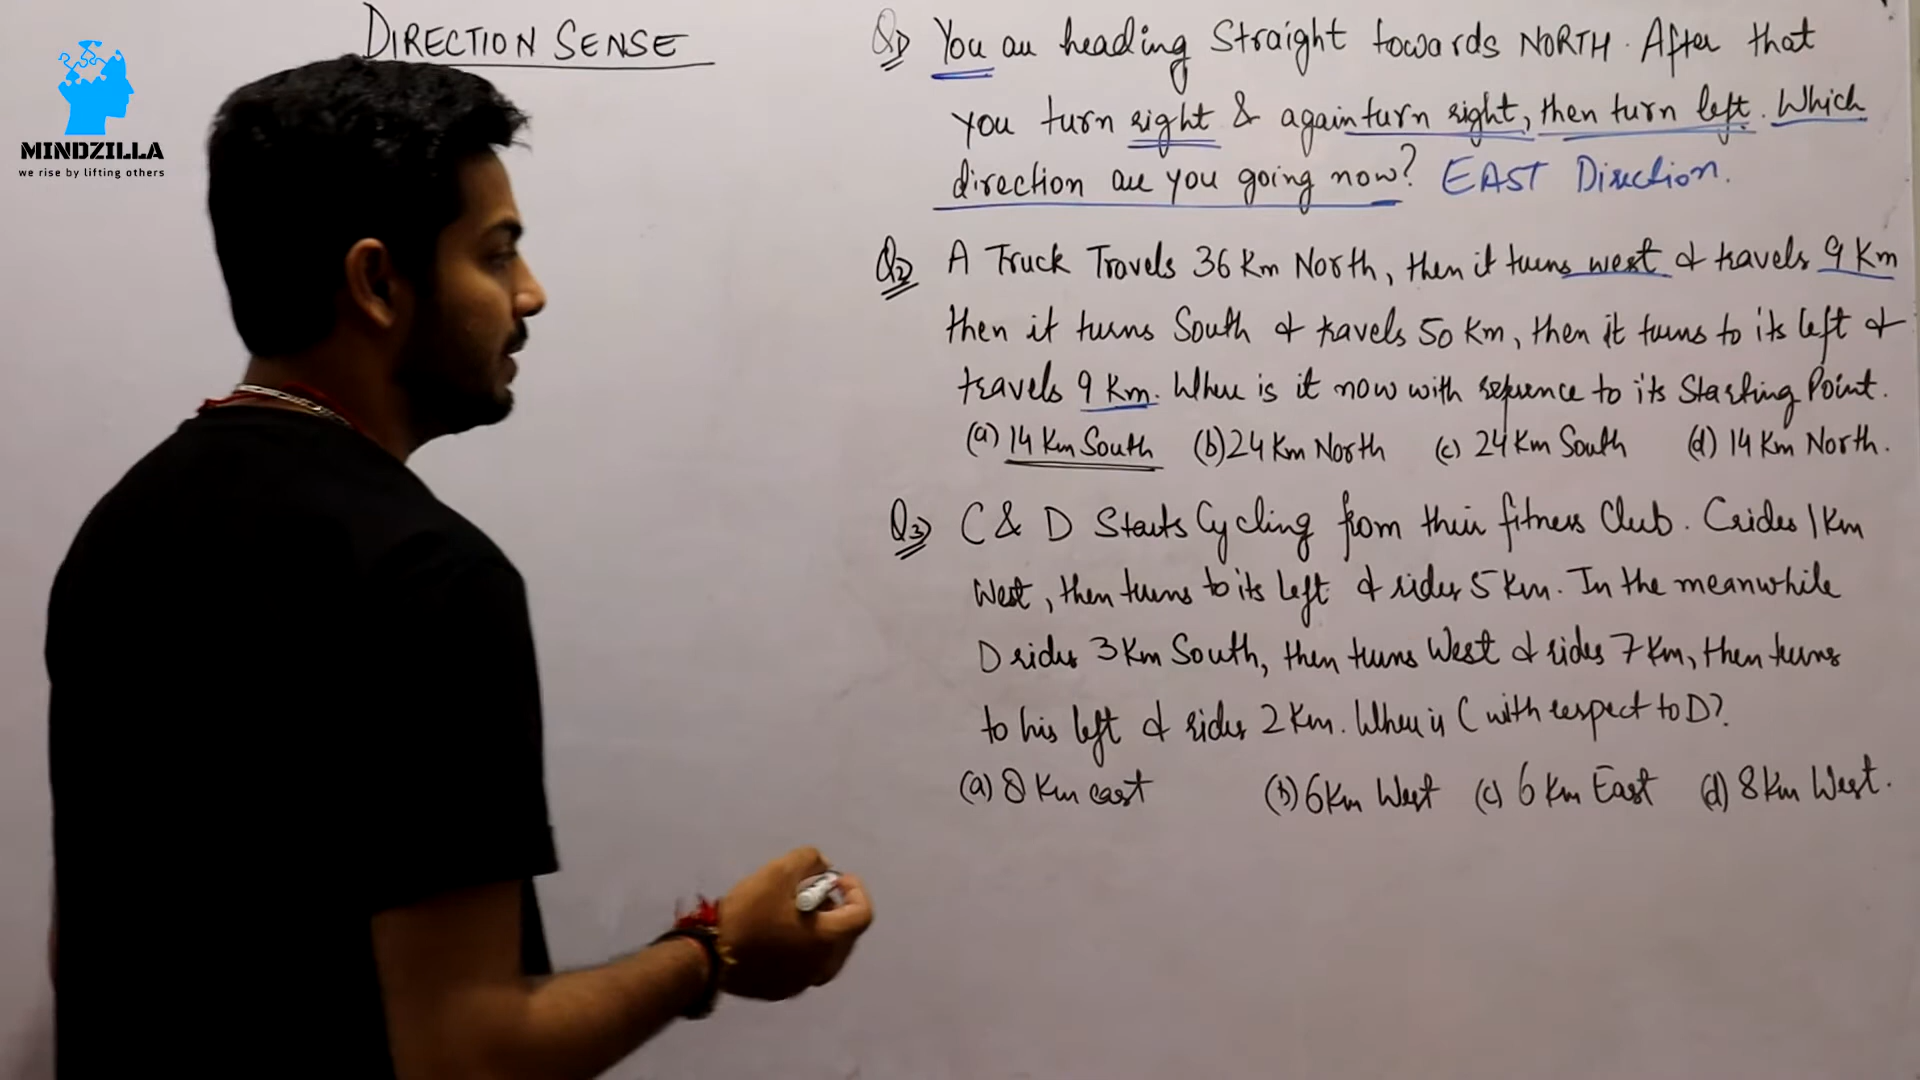 MINDZILLA
we rise by lifting others
DIRECTION SENSE
Q1) You are heading Straight towards NORTH. After that
you turn right & again turn right, then turn left. Which
direction are you going now? EAST Direction.
Q2) A Truck Travels 36 Km North, then it turns west & travels 9 Km
then it turns South & travels 50 Km, then it turns to its left &
travels 9 Km. Where is it now with reference to its Starting Point.
(a) 14 Km South (b) 24 Km North (c) 24 Km South (d) 14 Km North.
Q3) C & D Starts Cycling from their fitness Club. C rides 1 Km
West, then turns to its left & rides 5 Km. In the meanwhile
D rides 3 Km South, then turns West & rides 7 Km, then turns
to his left & rides 2 Km. Where is C with respect to D?
(a) 8 Km east (b) 6 Km West (c) 6 Km East (d) 8 Km West.